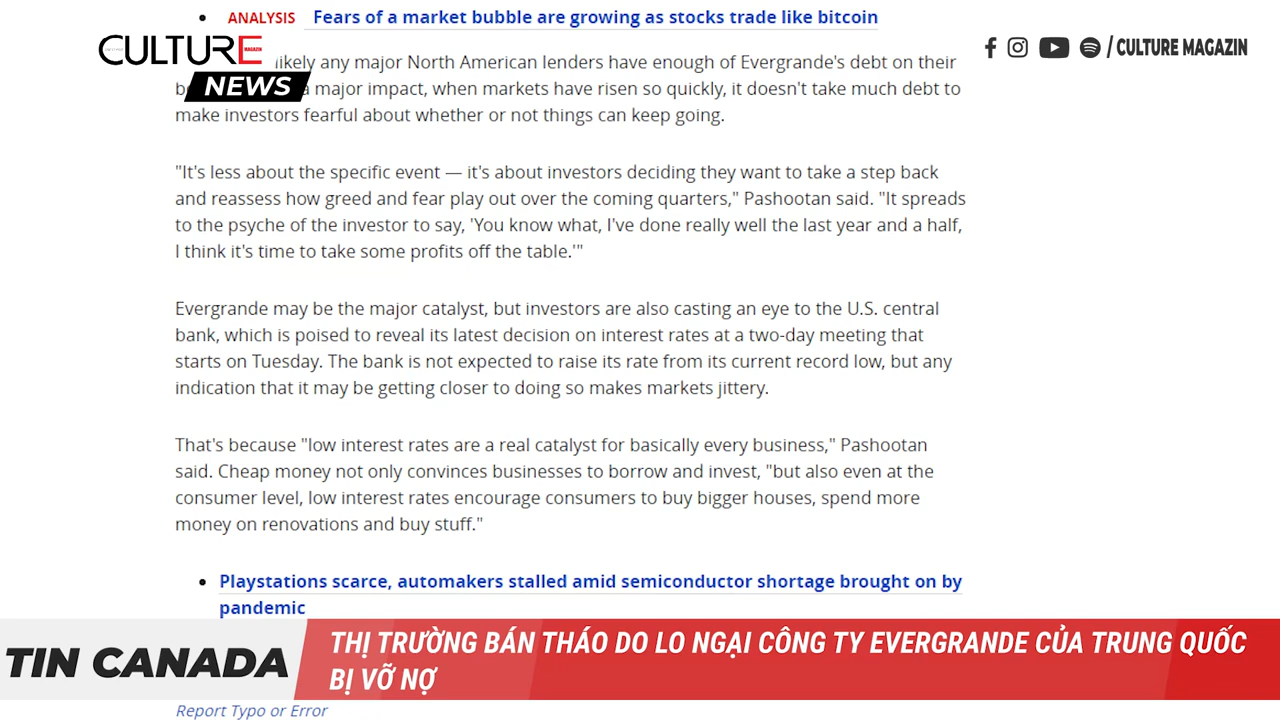 ANALYSIS Fears of a market bubble are growing as stocks trade like bitcoin
CULTURE
MAGAZIN
NEWS
/ CULTURE MAGAZIN
likely any major North American lenders have enough of Evergrande's debt on their
a major impact, when markets have risen so quickly, it doesn't take much debt to
make investors fearful about whether or not things can keep going.
"It's less about the specific event — it's about investors deciding they want to take a step back
and reassess how greed and fear play out over the coming quarters," Pashootan said. "It spreads
to the psyche of the investor to say, 'You know what, I've done really well the last year and a half,
I think it's time to take some profits off the table.'"
Evergrande may be the major catalyst, but investors are also casting an eye to the U.S. central
bank, which is poised to reveal its latest decision on interest rates at a two-day meeting that
starts on Tuesday. The bank is not expected to raise its rate from its current record low, but any
indication that it may be getting closer to doing so makes markets jittery.
That's because "low interest rates are a real catalyst for basically every business," Pashootan
said. Cheap money not only convinces businesses to borrow and invest, "but also even at the
consumer level, low interest rates encourage consumers to buy bigger houses, spend more
money on renovations and buy stuff."
Playstations scarce, automakers stalled amid semiconductor shortage brought on by
pandemic
TIN CANADA
THỊ TRƯỜNG BÁN THÁO DO LO NGẠI CÔNG TY EVERGRANDE CỦA TRUNG QUỐC
BỊ VỠ NỢ
Report Typo or Error